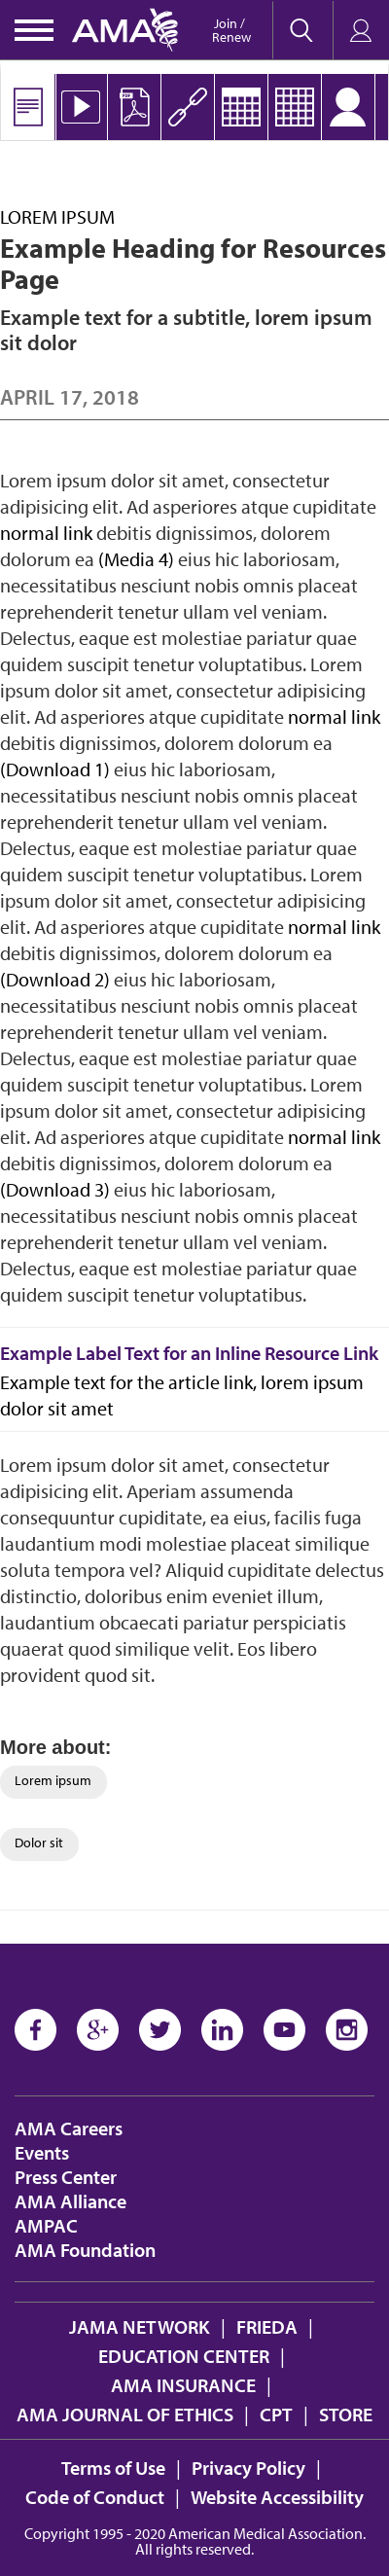 AMA
Join /
Renew
PDF
LOREM IPSUM
Example Heading for Resources
Page
Example text for a subtitle, lorem ipsum
sit dolor
APRIL 17, 2018
Lorem ipsum dolor sit amet, consectetur
adipisicing elit. Ad asperiores atque cupiditate
normal link debitis dignissimos, dolorem
dolorum ea (Media 4) eius hic laboriosam,
necessitatibus nesciunt nobis omnis placeat
reprehenderit tenetur ullam vel veniam.
Delectus, eaque est molestiae pariatur quae
quidem suscipit tenetur voluptatibus. Lorem
ipsum dolor sit amet, consectetur adipisicing
elit. Ad asperiores atque cupiditate normal link
debitis dignissimos, dolorem dolorum ea
(Download 1) eius hic laboriosam,
necessitatibus nesciunt nobis omnis placeat
reprehenderit tenetur ullam vel veniam.
Delectus, eaque est molestiae pariatur quae
quidem suscipit tenetur voluptatibus. Lorem
ipsum dolor sit amet, consectetur adipisicing
elit. Ad asperiores atque cupiditate normal link
debitis dignissimos, dolorem dolorum ea
(Download 2) eius hic laboriosam,
necessitatibus nesciunt nobis omnis placeat
reprehenderit tenetur ullam vel veniam.
Delectus, eaque est molestiae pariatur quae
quidem suscipit tenetur voluptatibus. Lorem
ipsum dolor sit amet, consectetur adipisicing
elit. Ad asperiores atque cupiditate normal link
debitis dignissimos, dolorem dolorum ea
(Download 3) eius hic laboriosam,
necessitatibus nesciunt nobis omnis placeat
reprehenderit tenetur ullam vel veniam.
Delectus, eaque est molestiae pariatur quae
quidem suscipit tenetur voluptatibus.
Example Label Text for an Inline Resource Link
Example text for the article link, lorem ipsum
dolor sit amet
Lorem ipsum dolor sit amet, consectetur
adipisicing elit. Aperiam assumenda
consequuntur cupiditate, ea eius, facilis fuga
laudantium modi molestiae placeat similique
soluta tempora vel? Aliquid cupiditate delectus
distinctio, doloribus enim eveniet illum,
laudantium obcaecati pariatur perspiciatis
quaerat quod similique velit. Eos libero
provident quod sit.
More about:
Lorem ipsum
Dolor sit
AMA Careers
Events
Press Center
AMA Alliance
AMPAC
AMA Foundation
JAMA NETWORK | FRIEDA |
EDUCATION CENTER |
AMA INSURANCE |
AMA JOURNAL OF ETHICS | CPT | STORE
Terms of Use | Privacy Policy |
Code of Conduct | Website Accessibility
Copyright 1995 - 2020 American Medical Association.
All rights reserved.